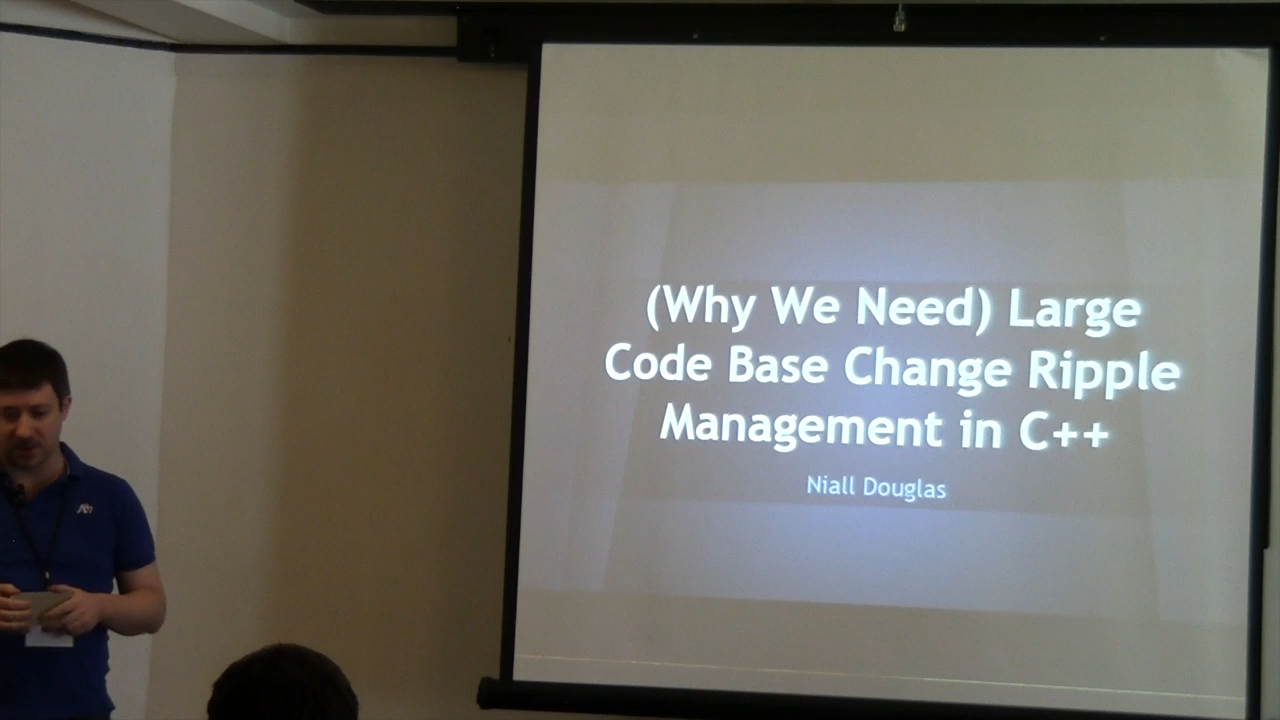 (Why We Need) Large
Code Base Change Ripple
Management in C++
Niall Douglas